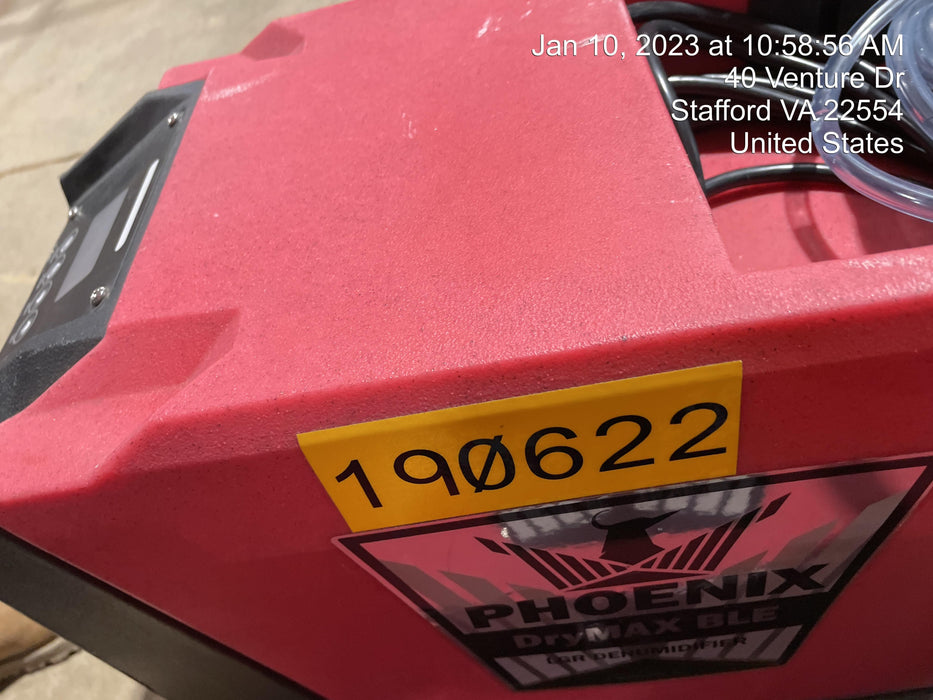 Jan 10, 2023 at 10:58:56 AM
40 Venture Dr
Stafford VA 22554
United States
190622
PHOENIX
DryMAX BLE
LGR DEHUMIDIFIER